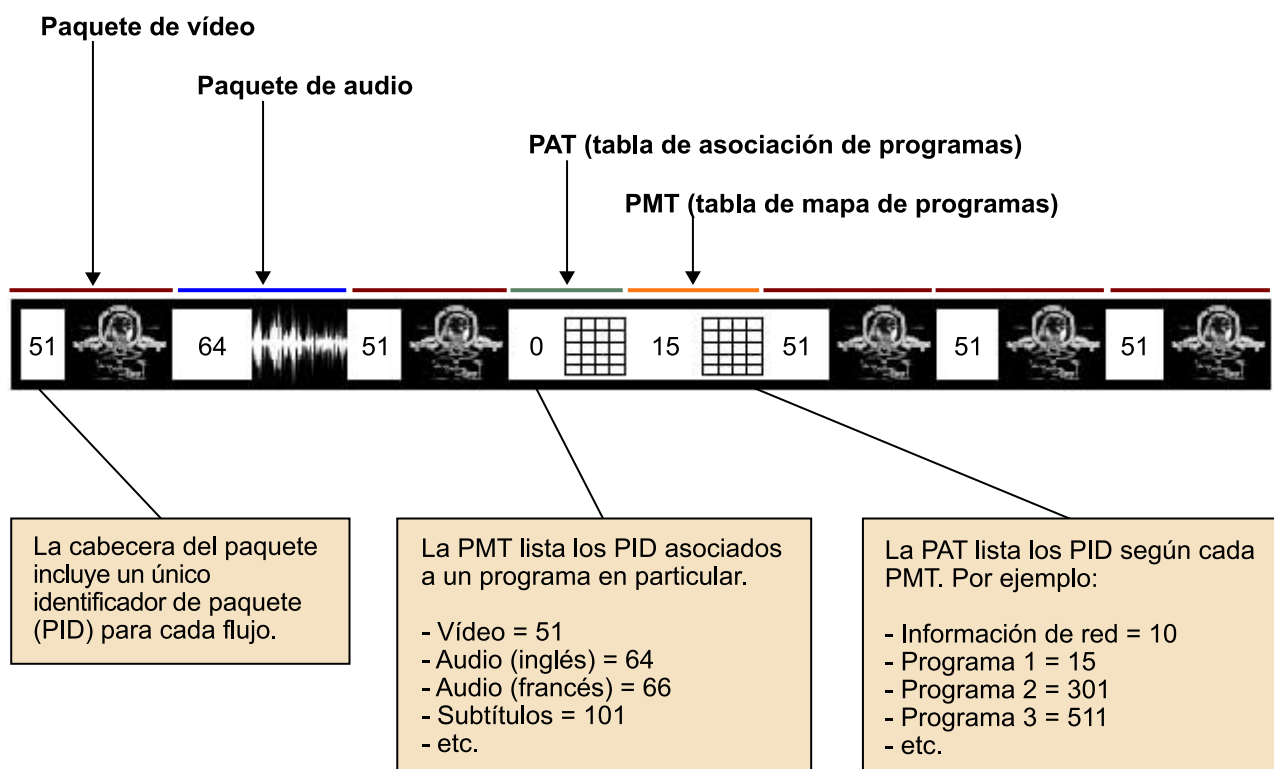 Paquete de vídeo
Paquete de audio
PAT (tabla de asociación de programas)
PMT (tabla de mapa de programas)
51 64 51 0 15 51 51 51
La cabecera del paquete
incluye un único
identificador de paquete
(PID) para cada flujo.
La PMT lista los PID asociados
a un programa en particular.
- Vídeo = 51
- Audio (inglés) = 64
- Audio (francés) = 66
- Subtítulos = 101
- etc.
La PAT lista los PID según cada
PMT. Por ejemplo:
- Información de red = 10
- Programa 1 = 15
- Programa 2 = 301
- Programa 3 = 511
- etc.